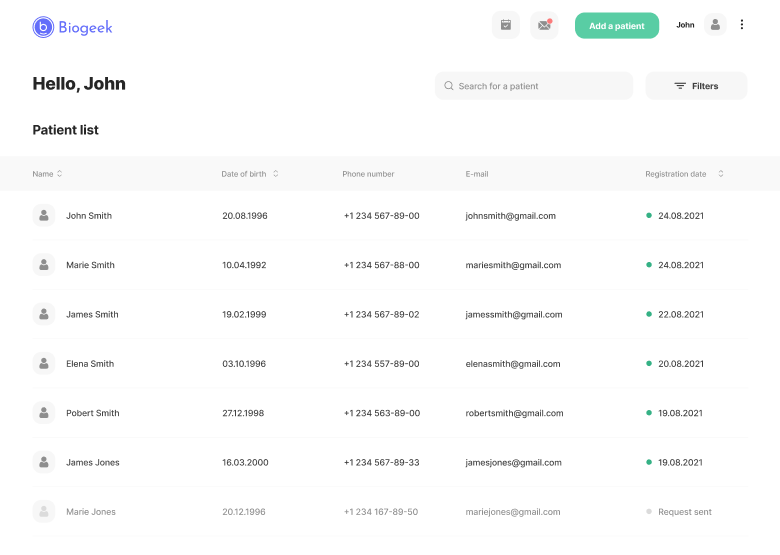 b Biogeek
Add a patient
John
Hello, John
Search for a patient
Filters
Patient list
Name Date of birth Phone number E-mail Registration date
John Smith 20.08.1996 +1 234 567-89-00 johnsmith@gmail.com 24.08.2021
Marie Smith 10.04.1992 +1 234 567-88-00 mariesmith@gmail.com 24.08.2021
James Smith 19.02.1999 +1 234 567-89-02 jamessmith@gmail.com 22.08.2021
Elena Smith 03.10.1996 +1 234 557-89-00 elenasmith@gmail.com 20.08.2021
Pobert Smith 27.12.1998 +1 234 563-89-00 robertsmith@gmail.com 19.08.2021
James Jones 16.03.2000 +1 234 567-89-33 jamesjones@gmail.com 19.08.2021
Marie Jones 20.12.1996 +1 234 167-89-50 mariejones@gmail.com Request sent